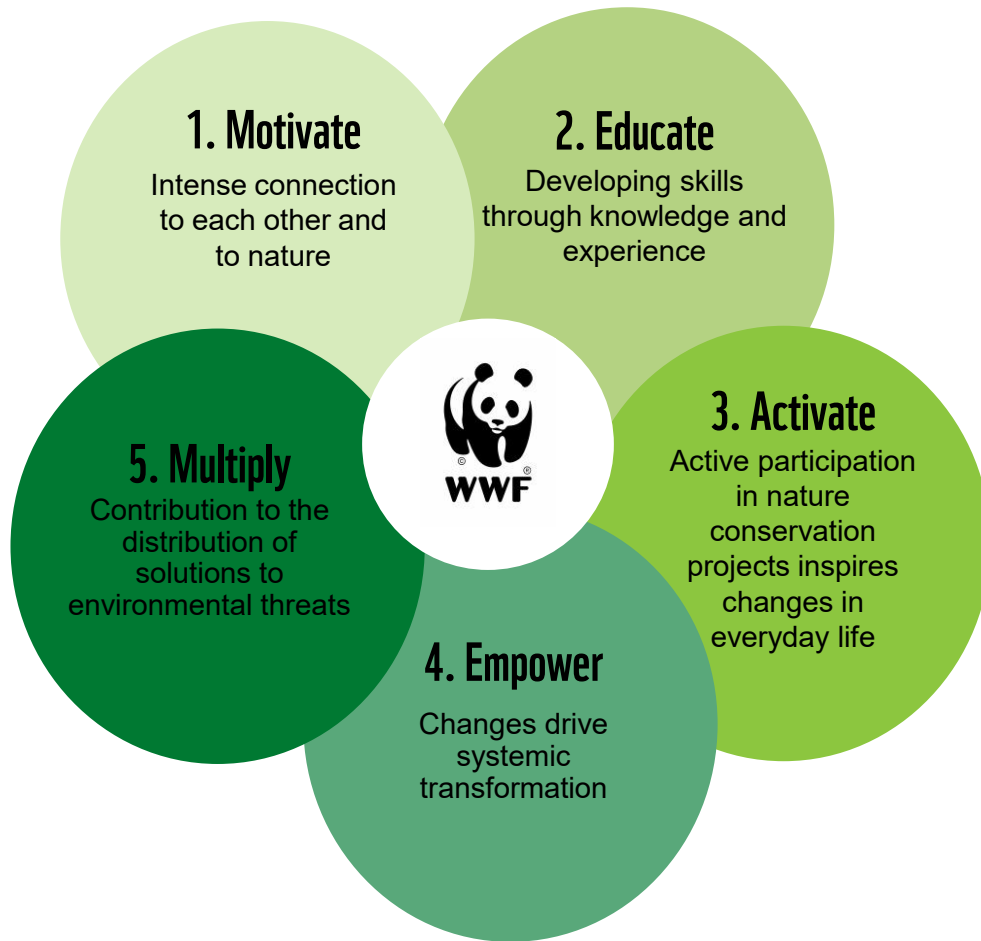 1. Motivate
Intense connection
to each other and
to nature
2. Educate
Developing skills
through knowledge and
experience
3. Activate
Active participation
in nature
conservation
projects inspires
changes in
everyday life
4. Empower
Changes drive
systemic
transformation
5. Multiply
Contribution to the
distribution of
solutions to
environmental threats
© ®
WWF